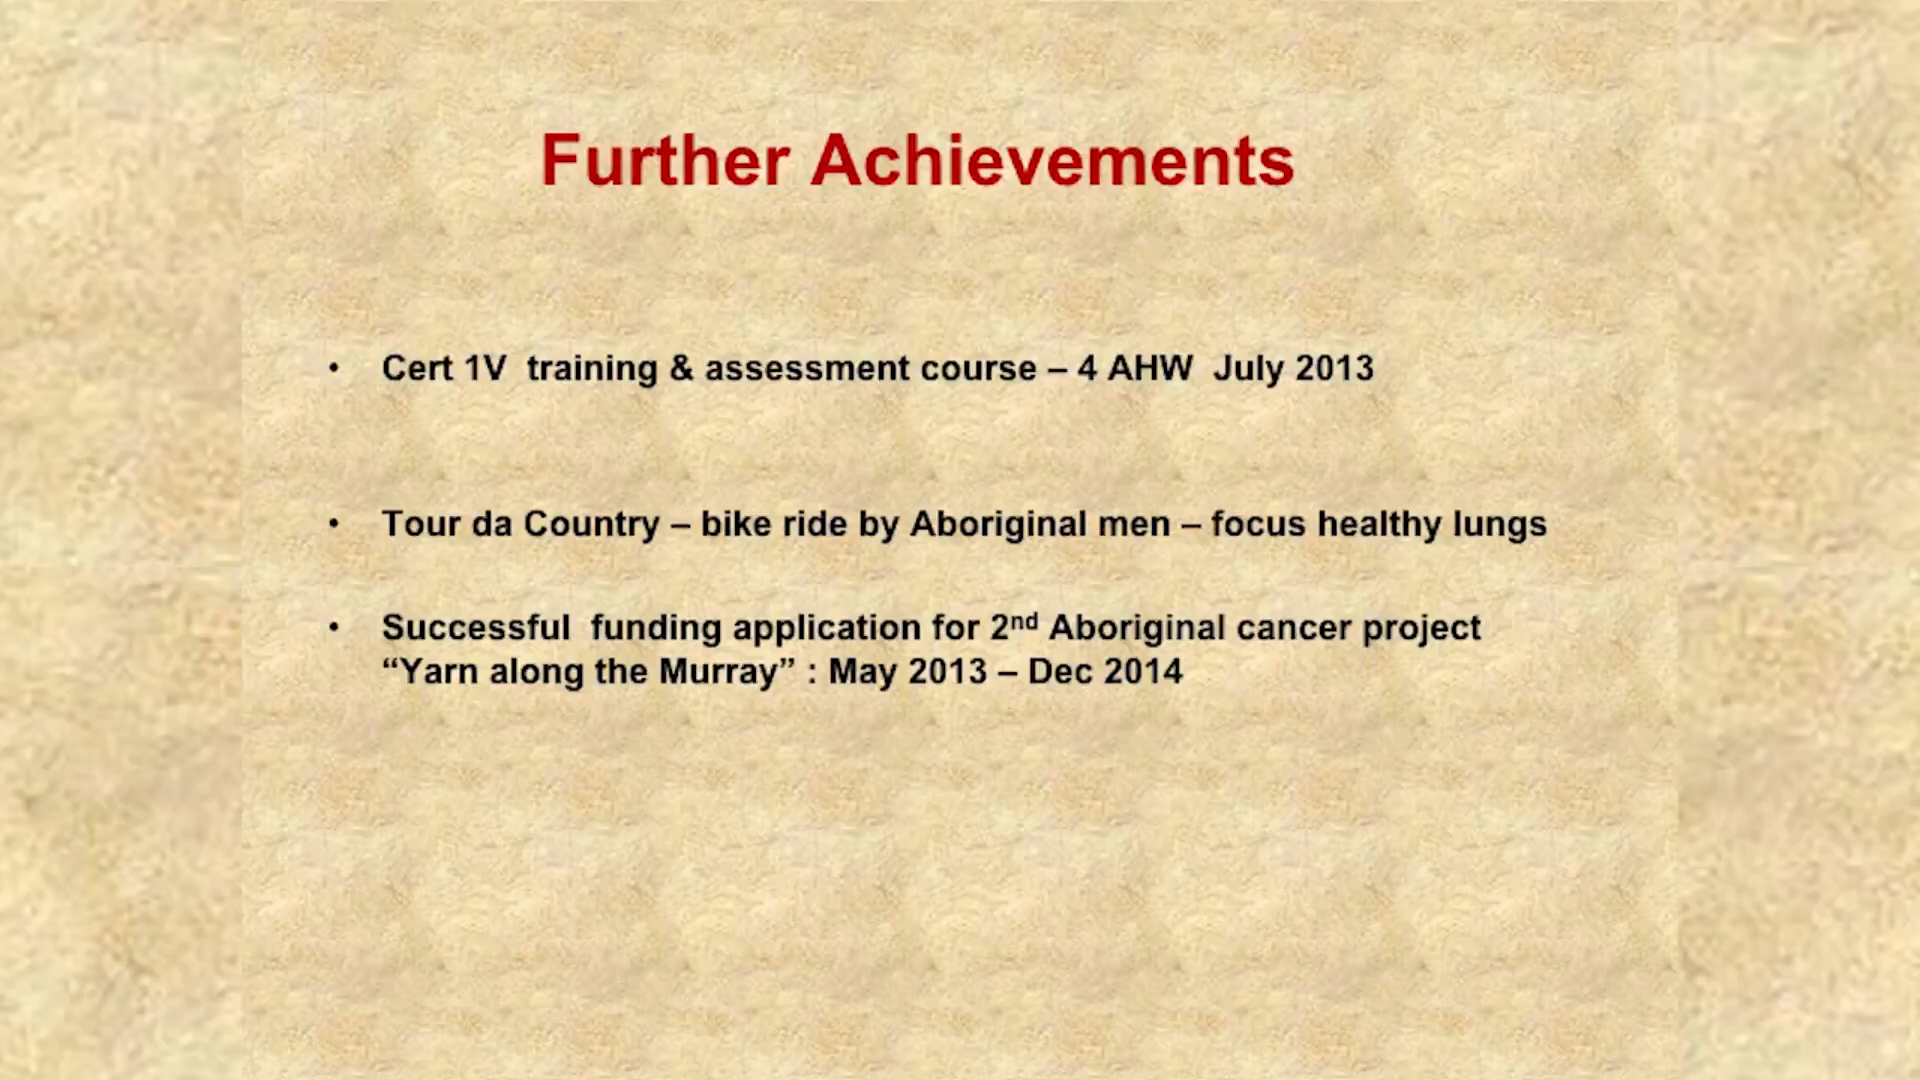 Further Achievements
• Cert 1V  training & assessment course – 4 AHW  July 2013
• Tour da Country – bike ride by Aboriginal men – focus healthy lungs
• Successful  funding application for 2nd Aboriginal cancer project
“Yarn along the Murray” : May 2013 – Dec 2014